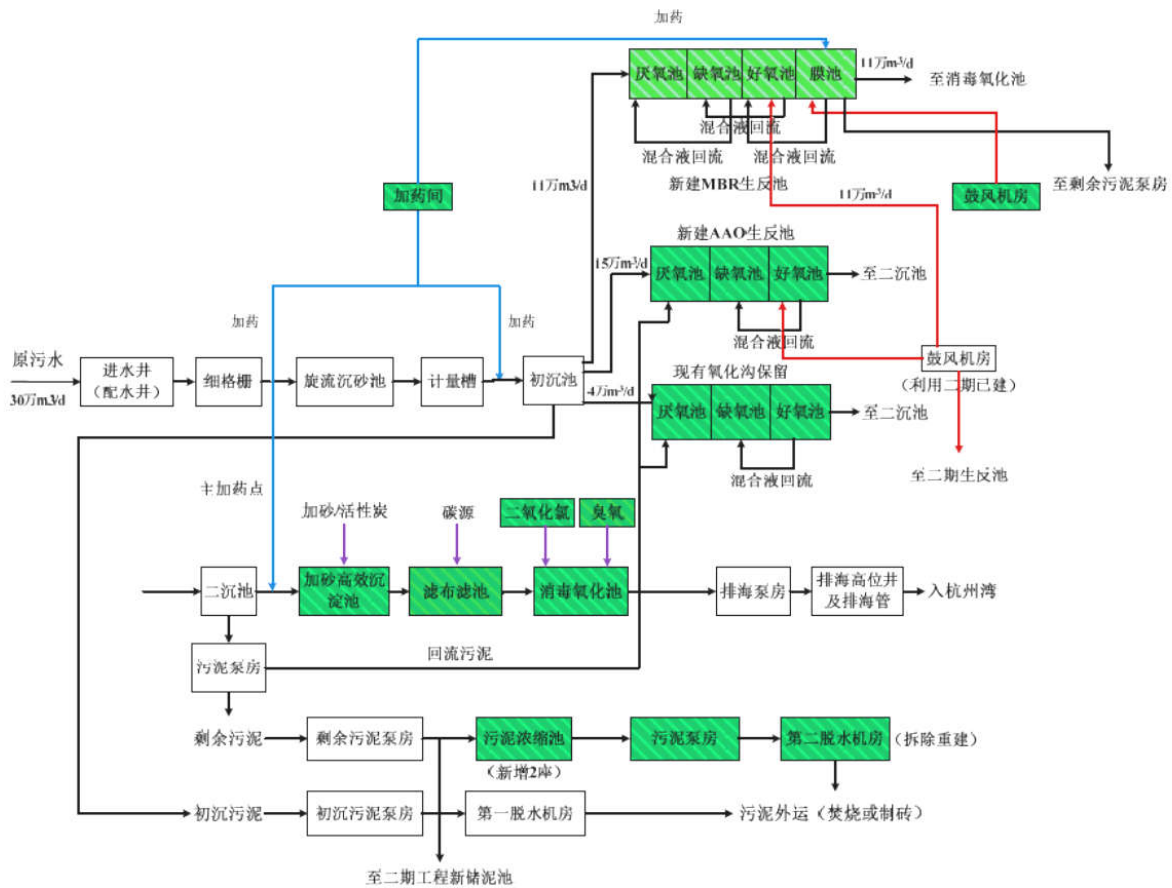 加药
11万m³/d
厌氧池
缺氧池
好氧池
膜池
至消毒氧化池
混合液回流
混合液回流
混合液回流
11万m3/d
加药间
新建MBR生反池
11万m³/d
鼓风机房
至剩余污泥泵房
新建AAO生反池
15万m³/d
厌氧池
缺氧池
好氧池
至二沉池
加药
加药
混合液回流
原污水
30万m3/d
进水井
（配水井）
细格栅
旋流沉砂池
计量槽
初沉池
现有氧化沟保留
鼓风机房
（利用二期已建）
4万m³/d
厌氧池
缺氧池
好氧池
至二沉池
混合液回流
至二期生反池
主加药点
加砂/活性炭
碳源
二氧化氯
臭氧
二沉池
加砂高效沉
淀池
滤布滤池
消毒氧化池
排海泵房
排海高位井
及排海管
入杭州湾
污泥泵房
回流污泥
剩余污泥
剩余污泥泵房
污泥浓缩池
（新增2座）
污泥泵房
第二脱水机房
（拆除重建）
初沉污泥
初沉污泥泵房
第一脱水机房
污泥外运（焚烧或制砖）
至二期工程新储泥池